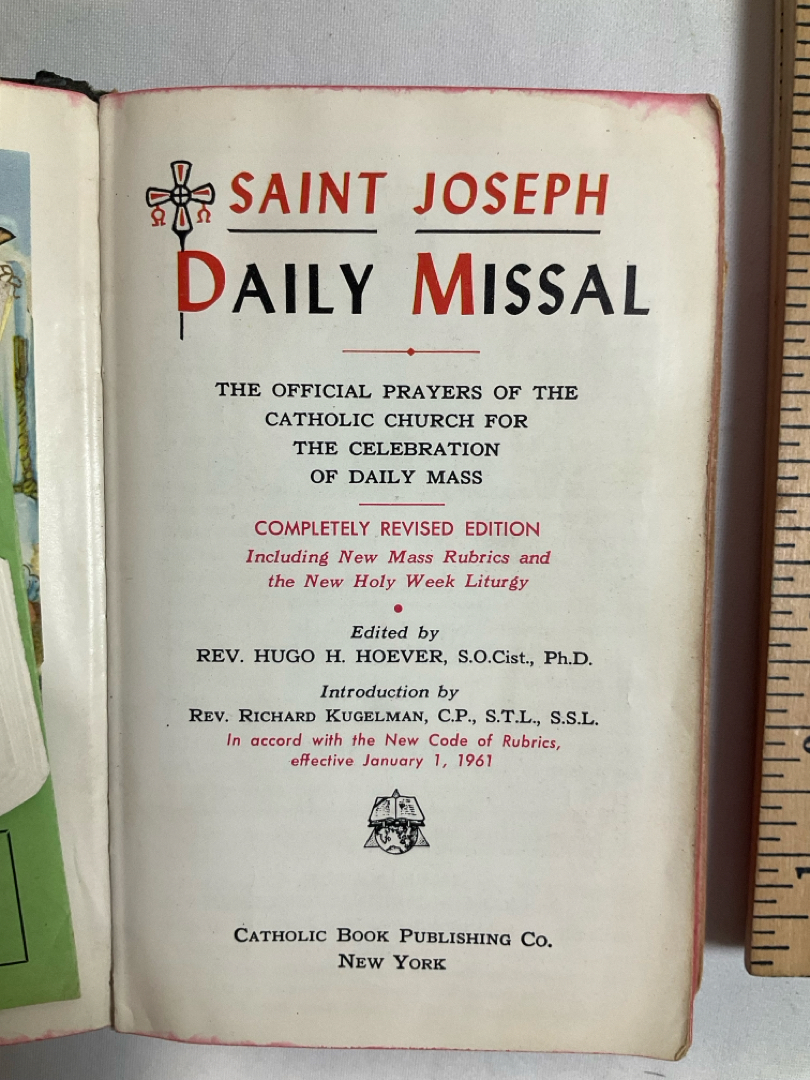 SAINT JOSEPH
DAILY MISSAL
THE OFFICIAL PRAYERS OF THE
CATHOLIC CHURCH FOR
THE CELEBRATION
OF DAILY MASS
COMPLETELY REVISED EDITION
Including New Mass Rubrics and
the New Holy Week Liturgy
Edited by
REV. HUGO H. HOEVER, S.O.Cist., Ph.D.
Introduction by
REV. RICHARD KUGELMAN, C.P., S.T.L., S.S.L.
In accord with the New Code of Rubrics,
effective January 1, 1961
CATHOLIC BOOK PUBLISHING CO.
NEW YORK
1